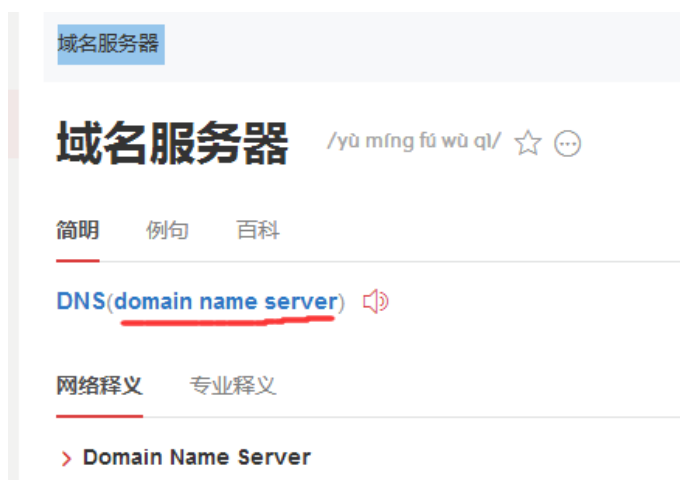 域名服务器
域名服务器 /yù míng fú wù qì/
简明 例句 百科
DNS(domain name server)
网络释义 专业释义
Domain Name Server